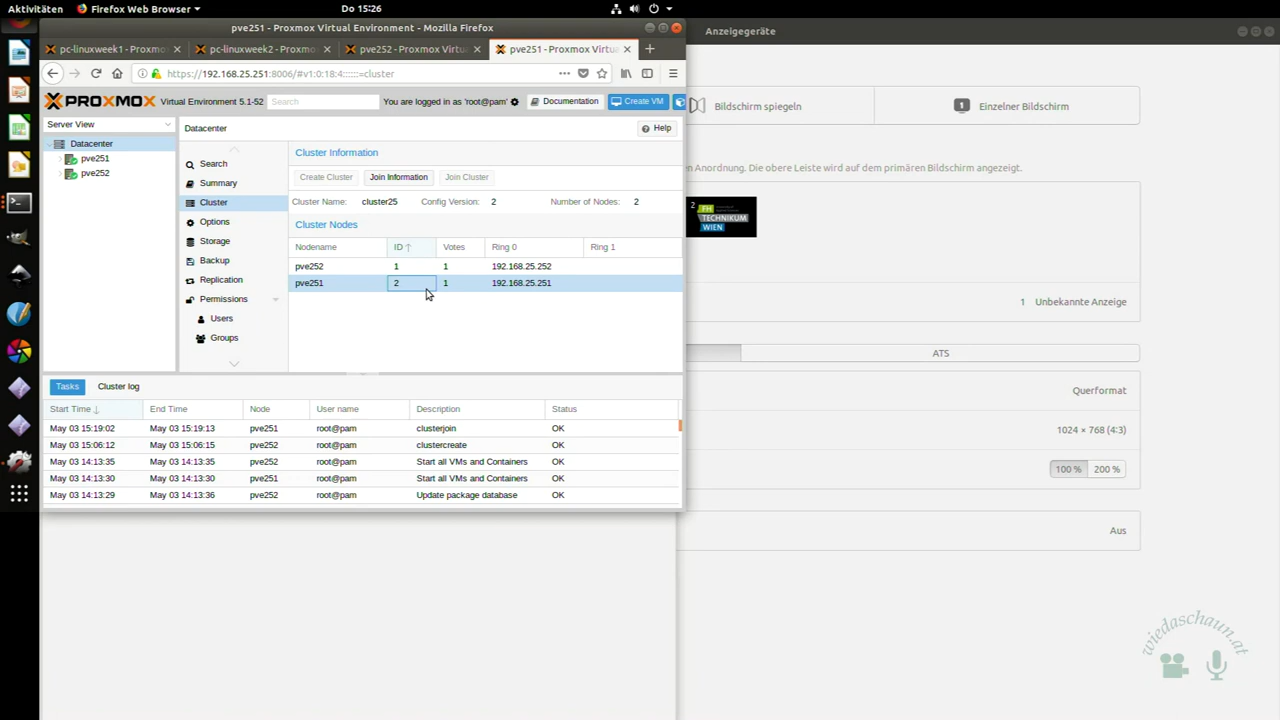 Aktivitäten
Firefox Web Browser
Do 15:26
pve251 - Proxmox Virtual Environment - Mozilla Firefox
Anzeigegeräte
pc-linuxweek1 - Proxmo
pc-linuxweek2 - Proxmo
pve252 - Proxmox Virtu
pve251 - Proxmox Virtu
https://192.168.25.251:8006/#v1:0:18:4::::::=cluster
PROXMOX Virtual Environment 5.1-52
Search
You are logged in as 'root@pam'
Documentation
Create VM
Bildschirm spiegeln
1 Einzelner Bildschirm
Server View
Datacenter
Help
Datacenter
pve251
pve252
Search
Summary
Cluster
Options
Storage
Backup
Replication
Permissions
Users
Groups
Cluster Information
Create Cluster
Join Information
Join Cluster
Cluster Name: cluster25 Config Version: 2 Number of Nodes: 2
Cluster Nodes
Nodename ID Votes Ring 0 Ring 1
pve252 1 1 192.168.25.252
pve251 2 1 192.168.25.251
en Anordnung. Die obere Leiste wird auf dem primären Bildschirm angezeigt.
2 FH
TECHNIKUM
WIEN
1 Unbekannte Anzeige
ATS
Querformat
1024 × 768 (4:3)
100 % 200 %
Aus
Tasks
Cluster log
Start Time End Time Node User name Description Status
May 03 15:19:02 May 03 15:19:13 pve251 root@pam clusterjoin OK
May 03 15:06:12 May 03 15:06:15 pve252 root@pam clustercreate OK
May 03 14:13:35 May 03 14:13:35 pve252 root@pam Start all VMs and Containers OK
May 03 14:13:30 May 03 14:13:30 pve251 root@pam Start all VMs and Containers OK
May 03 14:13:29 May 03 14:13:36 pve252 root@pam Update package database OK
wiedaschaun.at